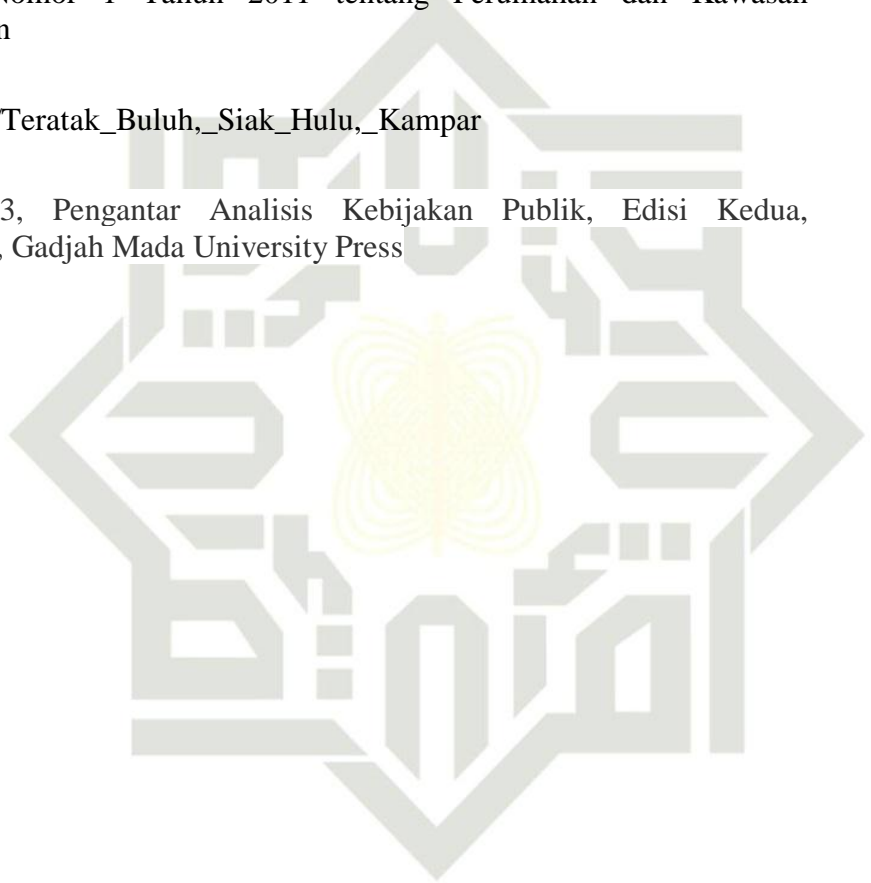 Nomor 1 Tahun 2011 tentang Perumahan dan Kawasan
Teratak_Buluh,_Siak_Hulu,_Kampar
3, Pengantar Analisis Kebijakan Publik, Edisi Kedua,
, Gadjah Mada University Press